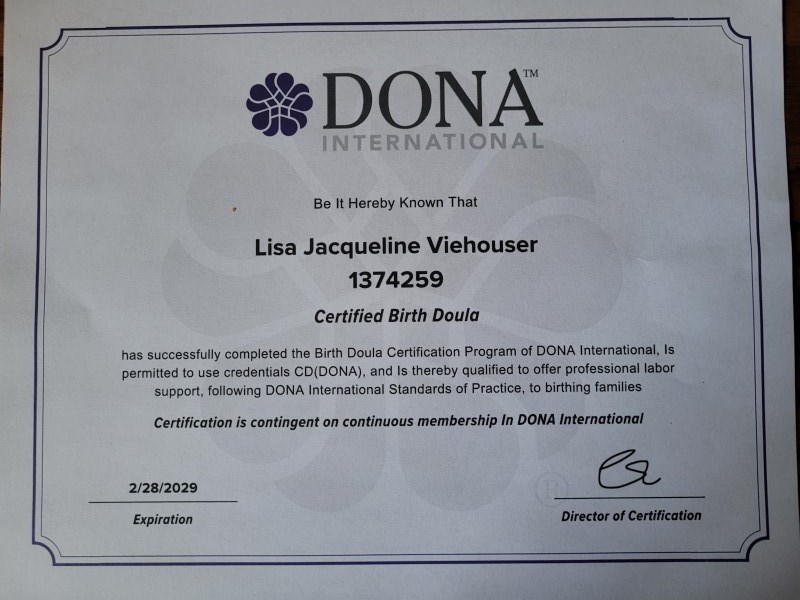 DONA™
INTERNATIONAL
Be It Hereby Known That
Lisa Jacqueline Viehouser
1374259
Certified Birth Doula
has successfully completed the Birth Doula Certification Program of DONA International, Is
permitted to use credentials CD(DONA), and Is thereby qualified to offer professional labor
support, following DONA International Standards of Practice, to birthing families
Certification is contingent on continuous membership In DONA International
2/28/2029
Expiration
®
Director of Certification